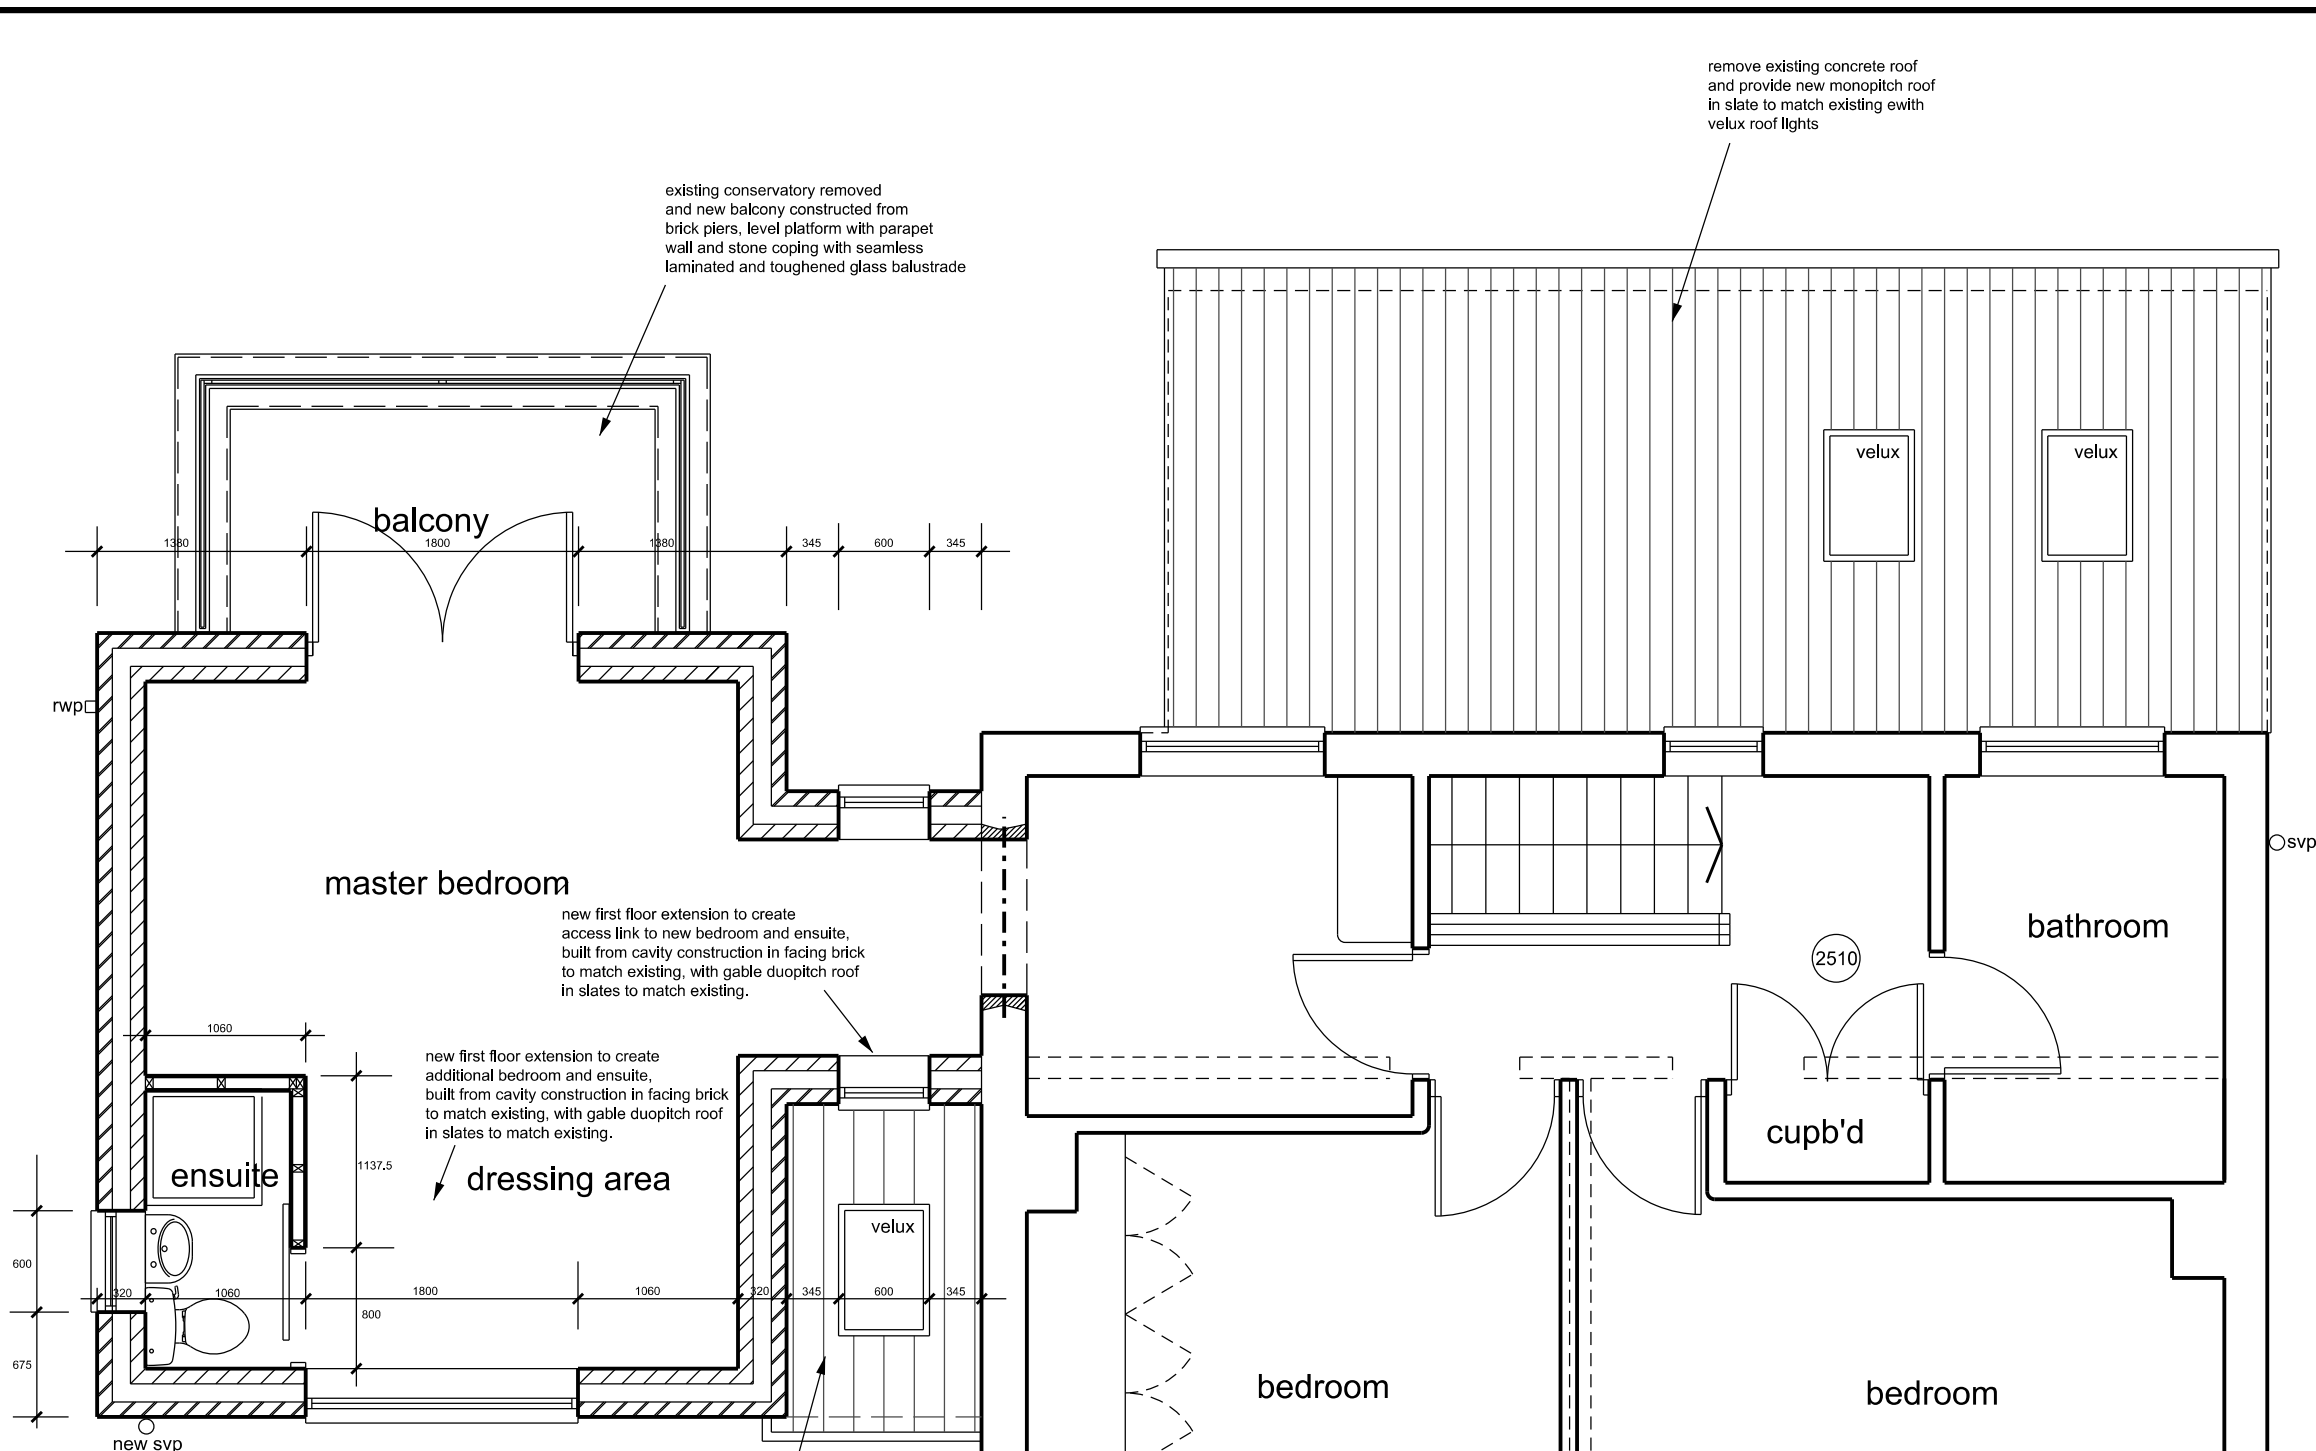 remove existing concrete roof
and provide new monopitch roof
in slate to match existing ewith
velux roof lights
existing conservatory removed
and new balcony constructed from
brick piers, level platform with parapet
wall and stone coping with seamless
laminated and toughened glass balustrade
velux
velux
balcony
1380
1800
1380
345
600
345
rwp
svp
master bedroom
new first floor extension to create
access link to new bedroom and ensuite,
built from cavity construction in facing brick
to match existing, with gable duopitch roof
in slates to match existing.
bathroom
2510
1060
new first floor extension to create
additional bedroom and ensuite,
built from cavity construction in facing brick
to match existing, with gable duopitch roof
in slates to match existing.
cupb'd
1137.5
ensuite
dressing area
velux
600
320
1060
1800
1060
320
345
600
345
800
675
bedroom
bedroom
new svp